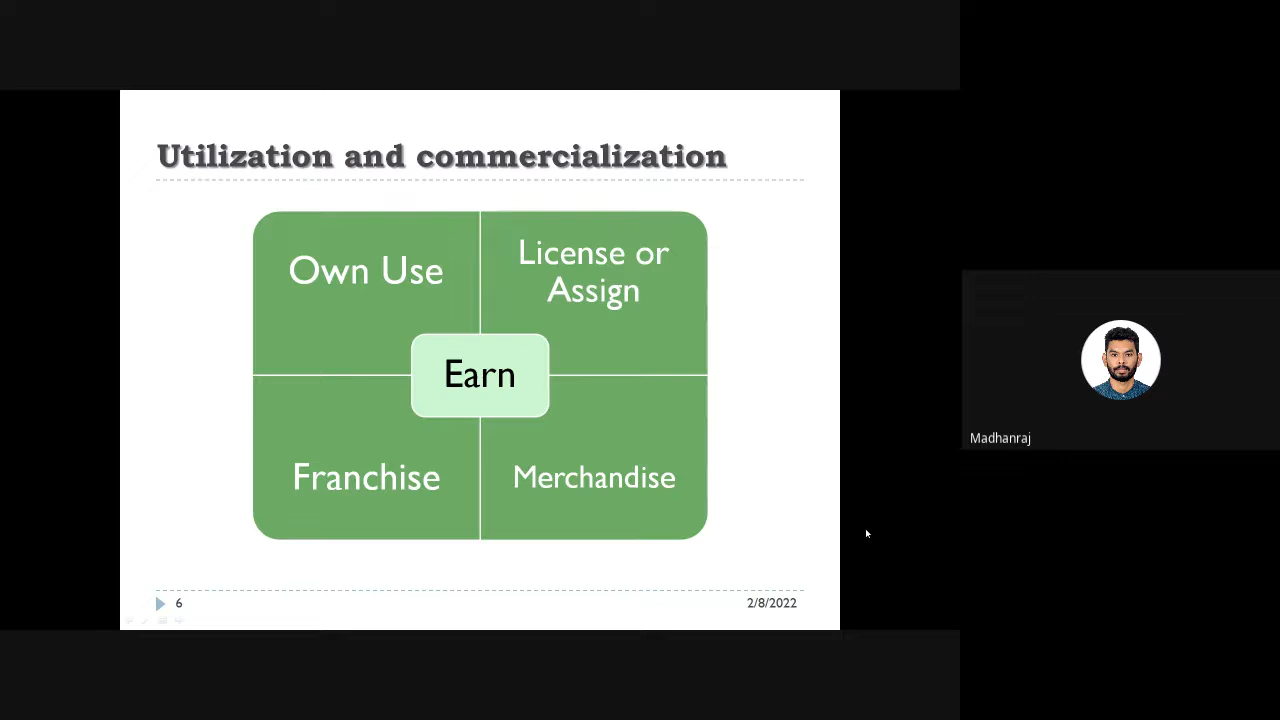 Utilization and commercialization
Own Use
License or
Assign
Earn
Franchise
Merchandise
6
2/8/2022
Madhanraj